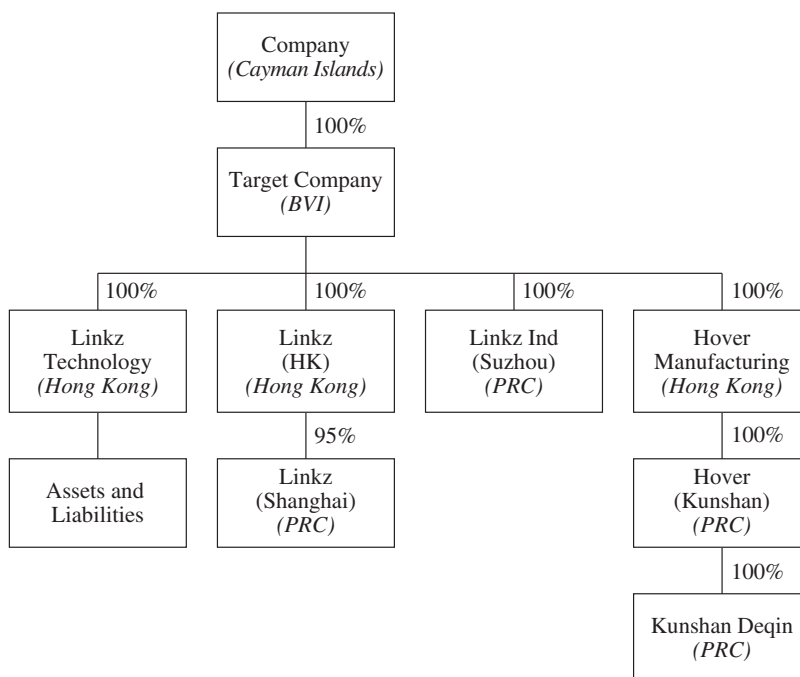 Company
(Cayman Islands)
100%
Target Company
(BVI)
100%
100%
100%
100%
Linkz
Technology
(Hong Kong)
Linkz
(HK)
(Hong Kong)
Linkz Ind
(Suzhou)
(PRC)
Hover
Manufacturing
(Hong Kong)
95%
100%
Assets and
Liabilities
Linkz
(Shanghai)
(PRC)
Hover
(Kunshan)
(PRC)
100%
Kunshan Deqin
(PRC)